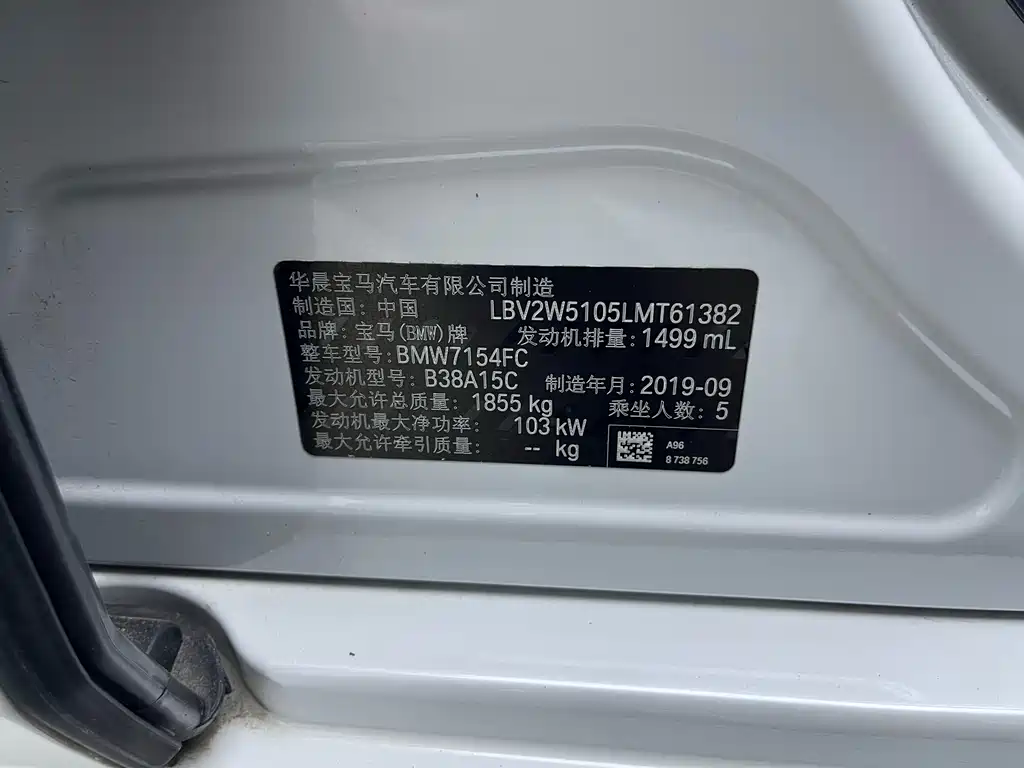 华晨宝马汽车有限公司制造
制造国: 中国 LBV2W5105LMT61382
品牌: 宝马(BMW)牌 发动机排量: 1499 mL
整车型号: BMW7154FC
发动机型号: B38A15C 制造年月: 2019-09
最大允许总质量: 1855 kg 乘坐人数: 5
发动机最大净功率: 103 kW
最大允许牵引质量: -- kg
A96
8 738 756